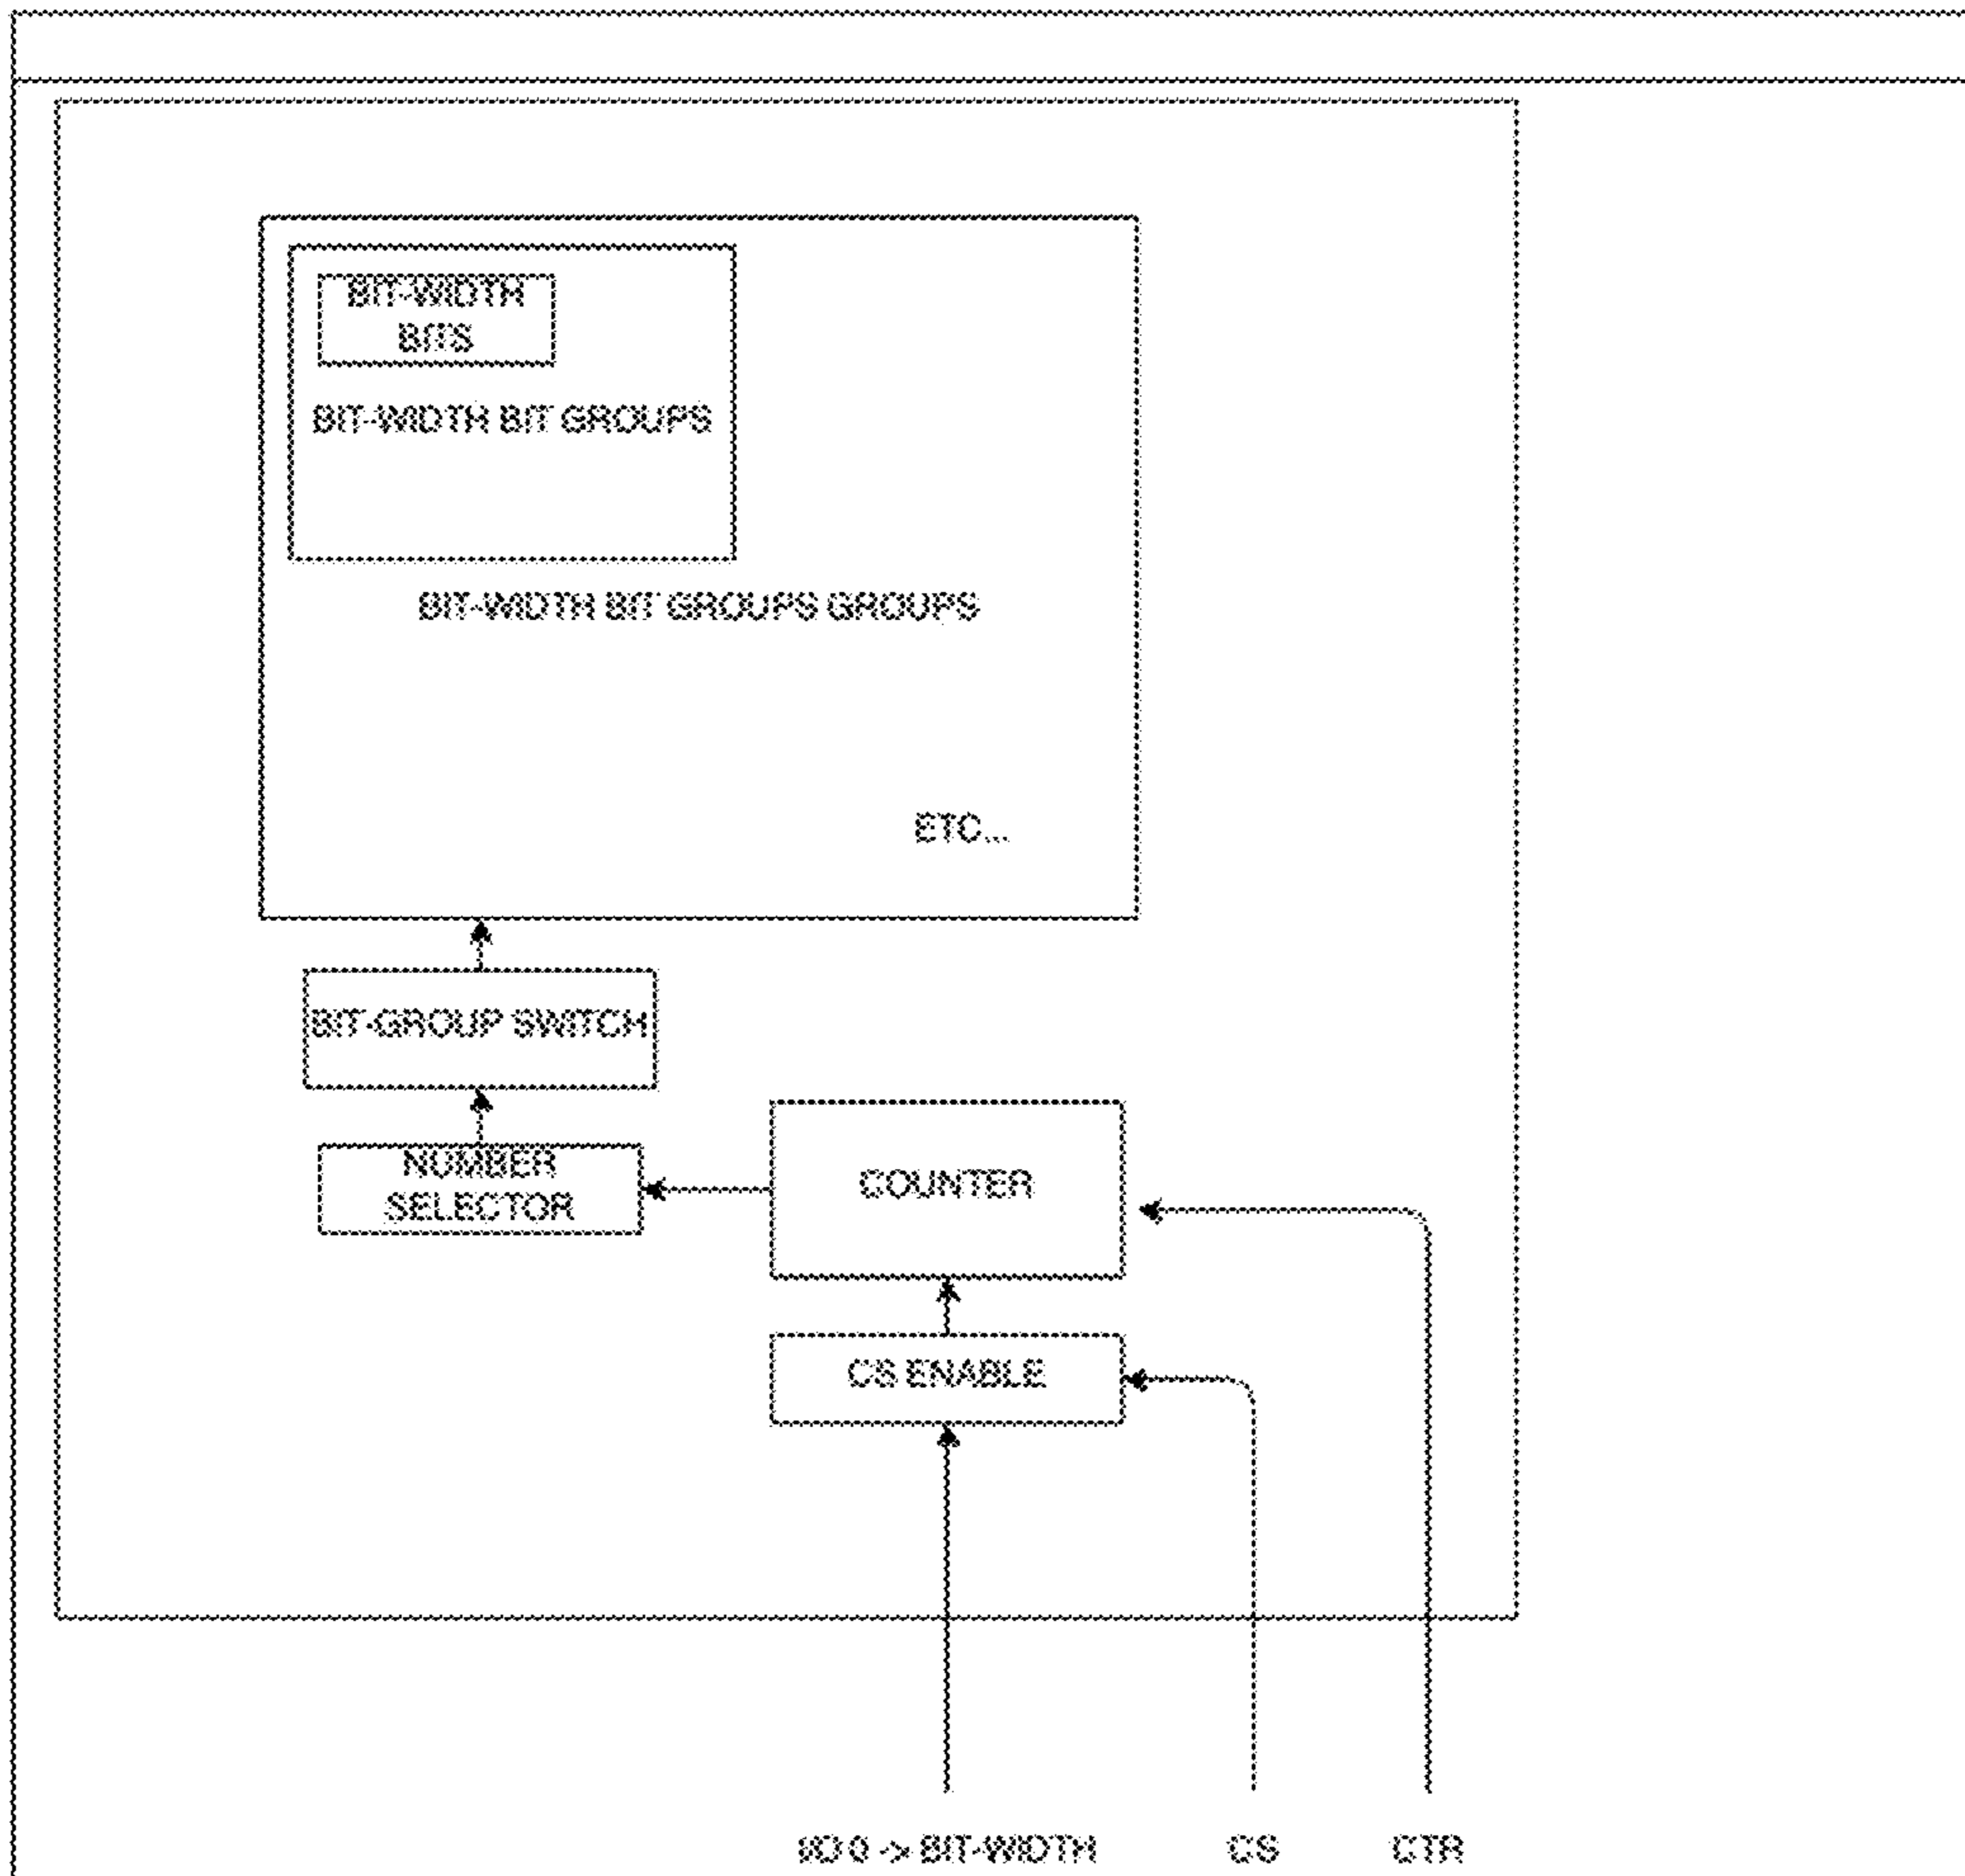 BIT-WIDTH
BITS
BIT-WIDTH BIT GROUPS
BIT-WIDTH BIT GROUPS GROUPS
ETC...
BIT-GROUP SWITCH
NUMBER
SELECTOR
COUNTER
CS ENABLE
I/O 0 -> BIT-WIDTH
CS
CTR